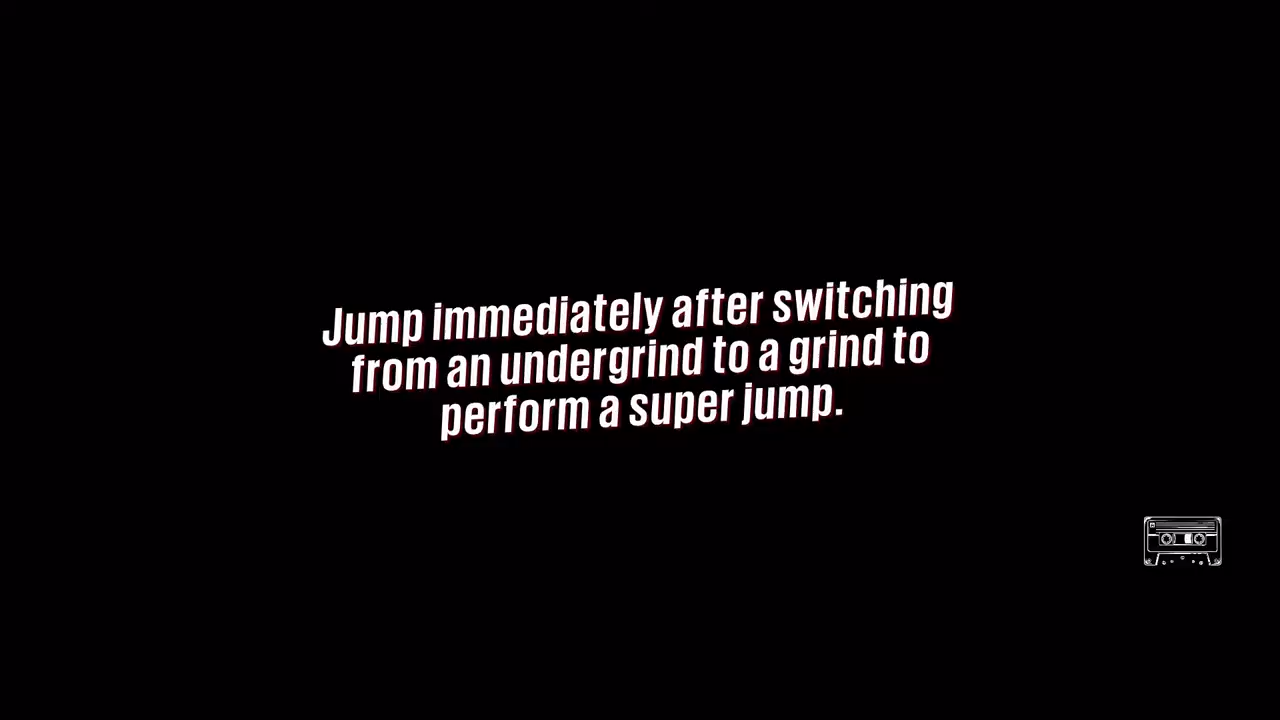 Jump immediately after switching
from an undergrind to a grind to
perform a super jump.